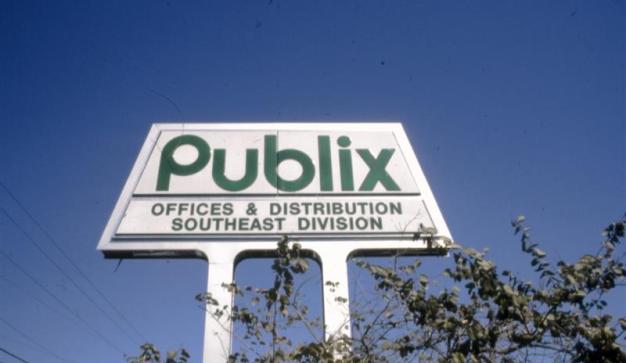 Publix
OFFICES & DISTRIBUTION
SOUTHEAST DIVISION